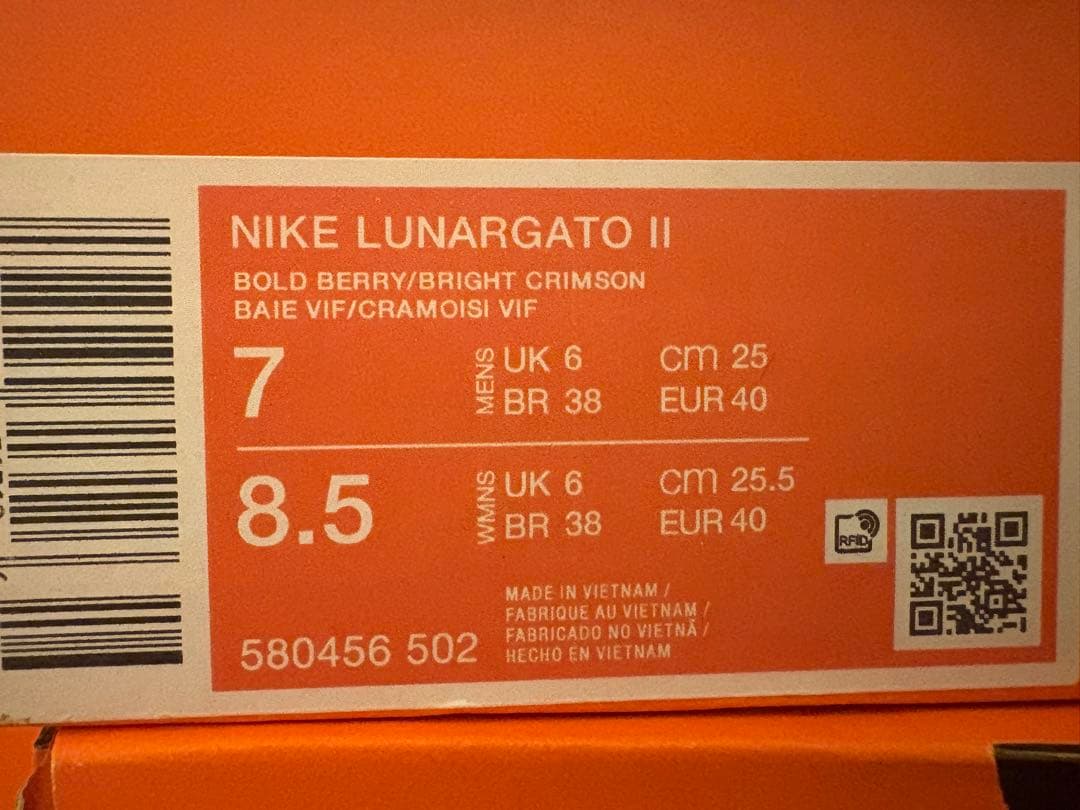 NIKE LUNARGATO II
BOLD BERRY/BRIGHT CRIMSON
BAIE VIF/CRAMOISI VIF
7 MENS UK 6 cm 25
BR 38 EUR 40
8.5 WMNS UK 6 cm 25.5
BR 38 EUR 40
RFID
MADE IN VIETNAM /
FABRIQUE AU VIETNAM /
FABRICADO NO VIETNÃ /
HECHO EN VIETNAM
580456 502